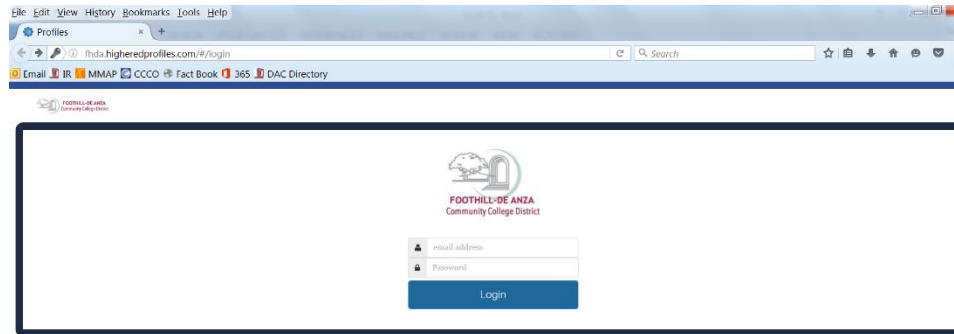 File Edit View History Bookmarks Tools Help
Profiles × +
fhda.higheredprofiles.com/#/login Search
Email IR MMAP CCCO Fact Book 365 DAC Directory
FOOTHILL-DE ANZA
Community College District
FOOTHILL-DE ANZA
Community College District
email address
Password
Login